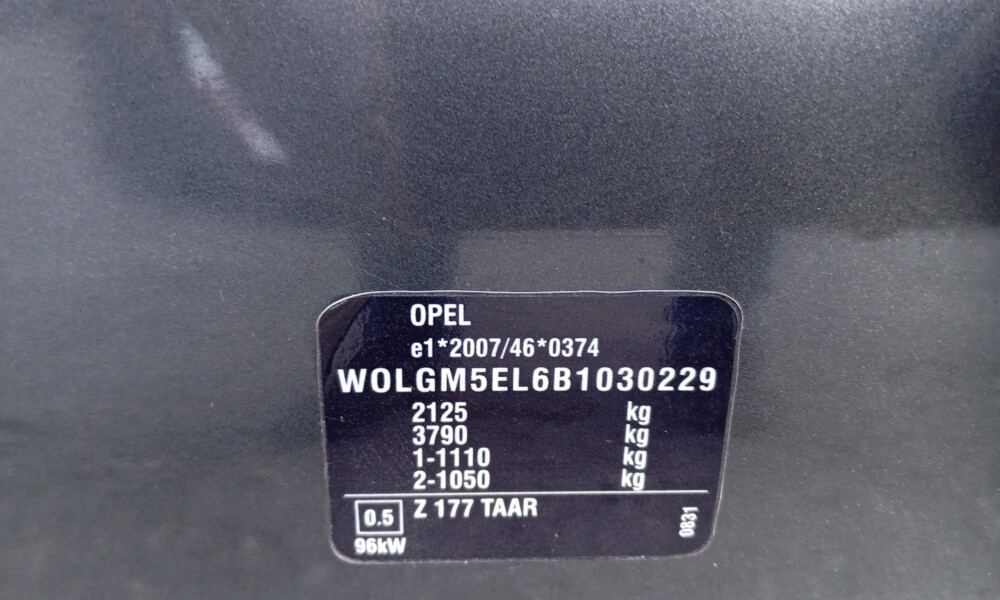 OPEL
e1*2007/46*0374
W0LGM5EL6B1030229
2125 kg
3790 kg
1-1110 kg
2-1050 kg
0.5 Z 177 TAAR
96kW
0831